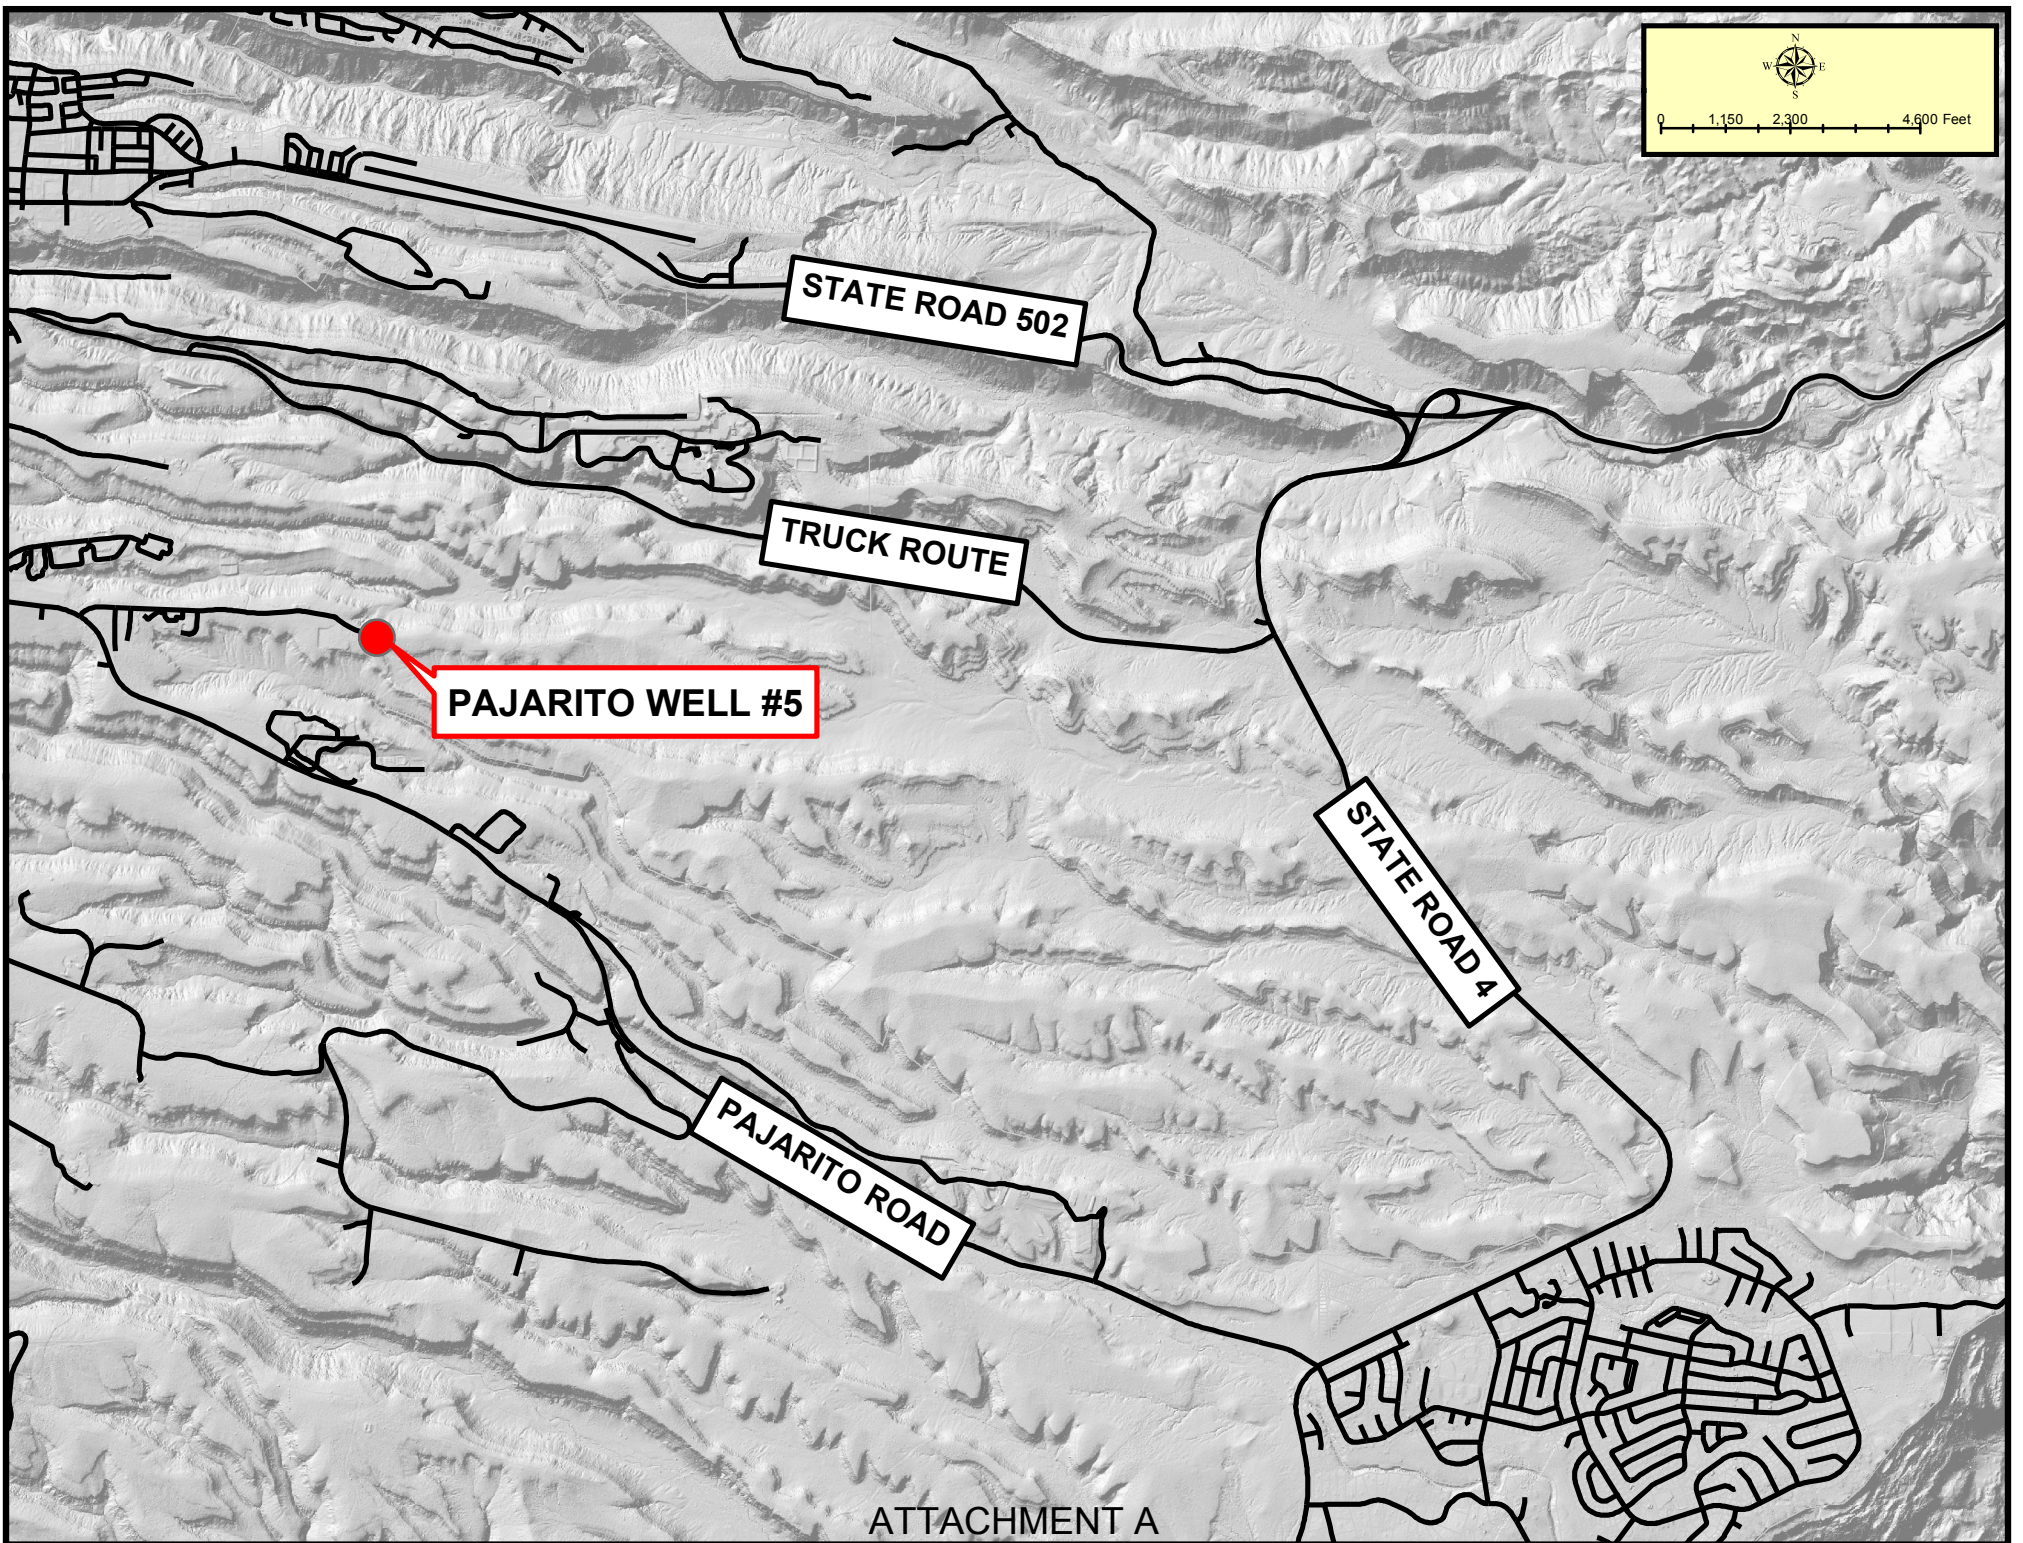 N
W E
S
0 1,150 2,300 4,600 Feet
STATE ROAD 502
TRUCK ROUTE
PAJARITO WELL #5
STATE ROAD 4
PAJARITO ROAD
ATTACHMENT A